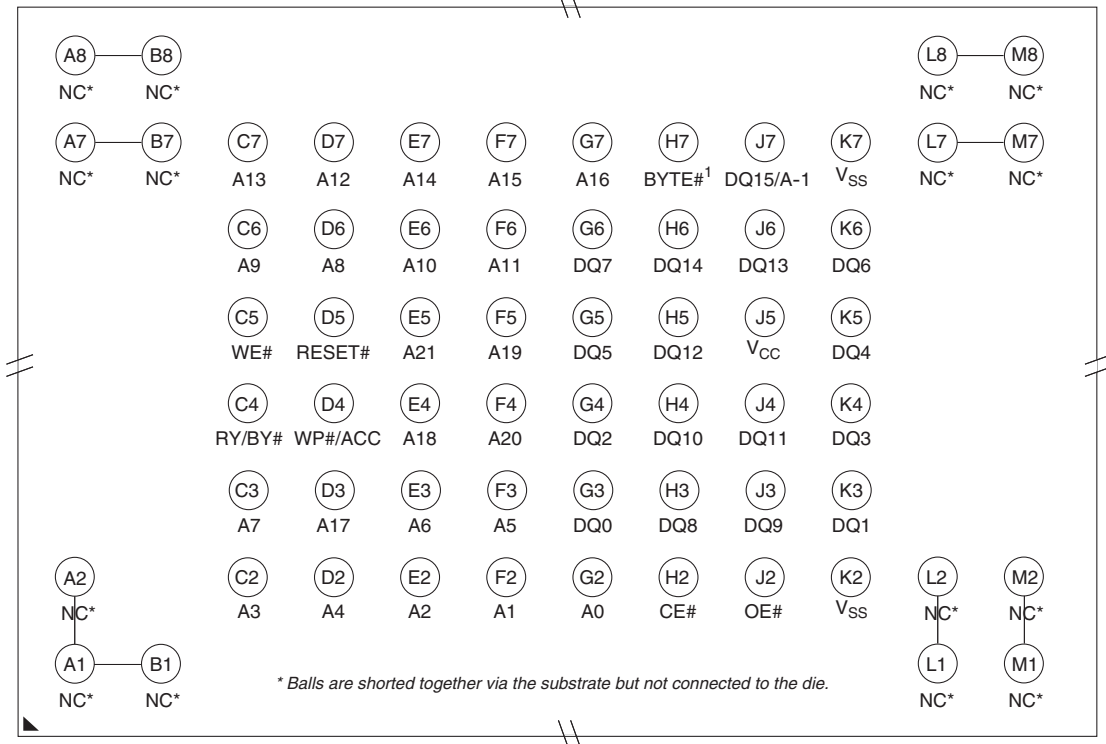 A8 B8 L8 M8
NC* NC* NC* NC*
A7 B7 C7 D7 E7 F7 G7 H7 J7 K7 L7 M7
NC* NC* A13 A12 A14 A15 A16 BYTE#1 DQ15/A-1 VSS NC* NC*
C6 D6 E6 F6 G6 H6 J6 K6
A9 A8 A10 A11 DQ7 DQ14 DQ13 DQ6
C5 D5 E5 F5 G5 H5 J5 K5
WE# RESET# A21 A19 DQ5 DQ12 VCC DQ4
C4 D4 E4 F4 G4 H4 J4 K4
RY/BY# WP#/ACC A18 A20 DQ2 DQ10 DQ11 DQ3
C3 D3 E3 F3 G3 H3 J3 K3
A7 A17 A6 A5 DQ0 DQ8 DQ9 DQ1
A2 C2 D2 E2 F2 G2 H2 J2 K2 L2 M2
NC* A3 A4 A2 A1 A0 CE# OE# VSS NC* NC*
A1 B1 L1 M1
NC* NC* NC* NC*
* Balls are shorted together via the substrate but not connected to the die.